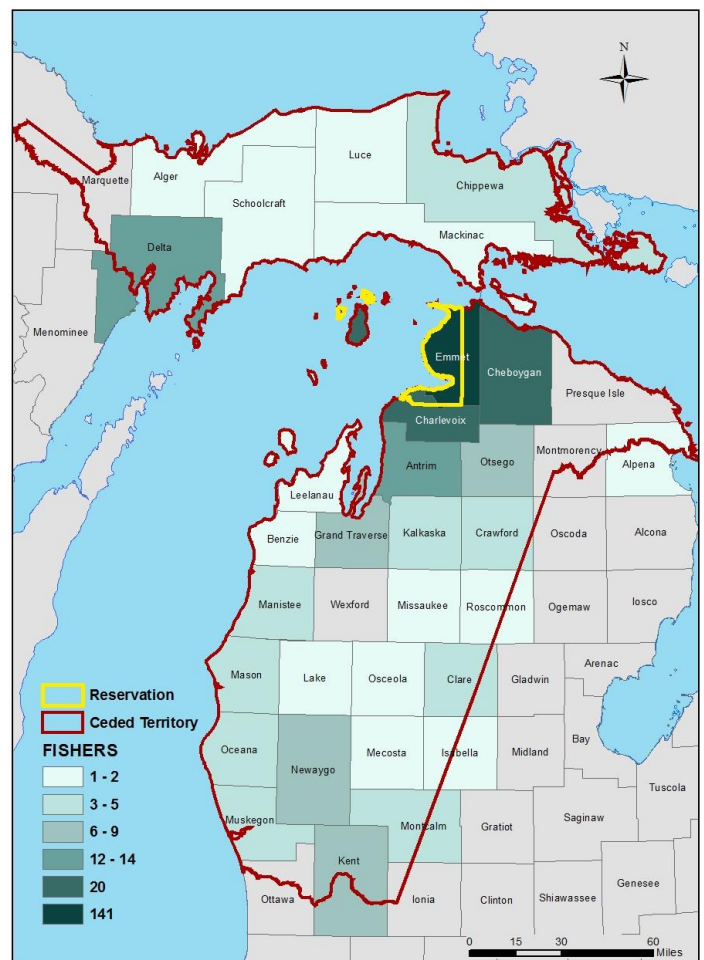 N
Luce
Marquette
Alger
Chippewa
Schoolcraft
Mackinac
Delta
Menominee
Emmet
Cheboygan
Presque Isle
Charlevoix
Antrim
Otsego
Montmorency
Alpena
Leelanau
Benzie
Grand Traverse
Kalkaska
Crawford
Oscoda
Alcona
Manistee
Wexford
Missaukee
Roscommon
Ogemaw
Iosco
Arenac
Mason
Lake
Osceola
Clare
Gladwin
Bay
Oceana
Newaygo
Mecosta
Isabella
Midland
Tuscola
Muskegon
Montcalm
Gratiot
Saginaw
Kent
Ottawa
Ionia
Clinton
Shiawassee
Genesee
Reservation
Ceded Territory
FISHERS
1 - 2
3 - 5
6 - 9
12 - 14
20
141
0 15 30 60
Miles